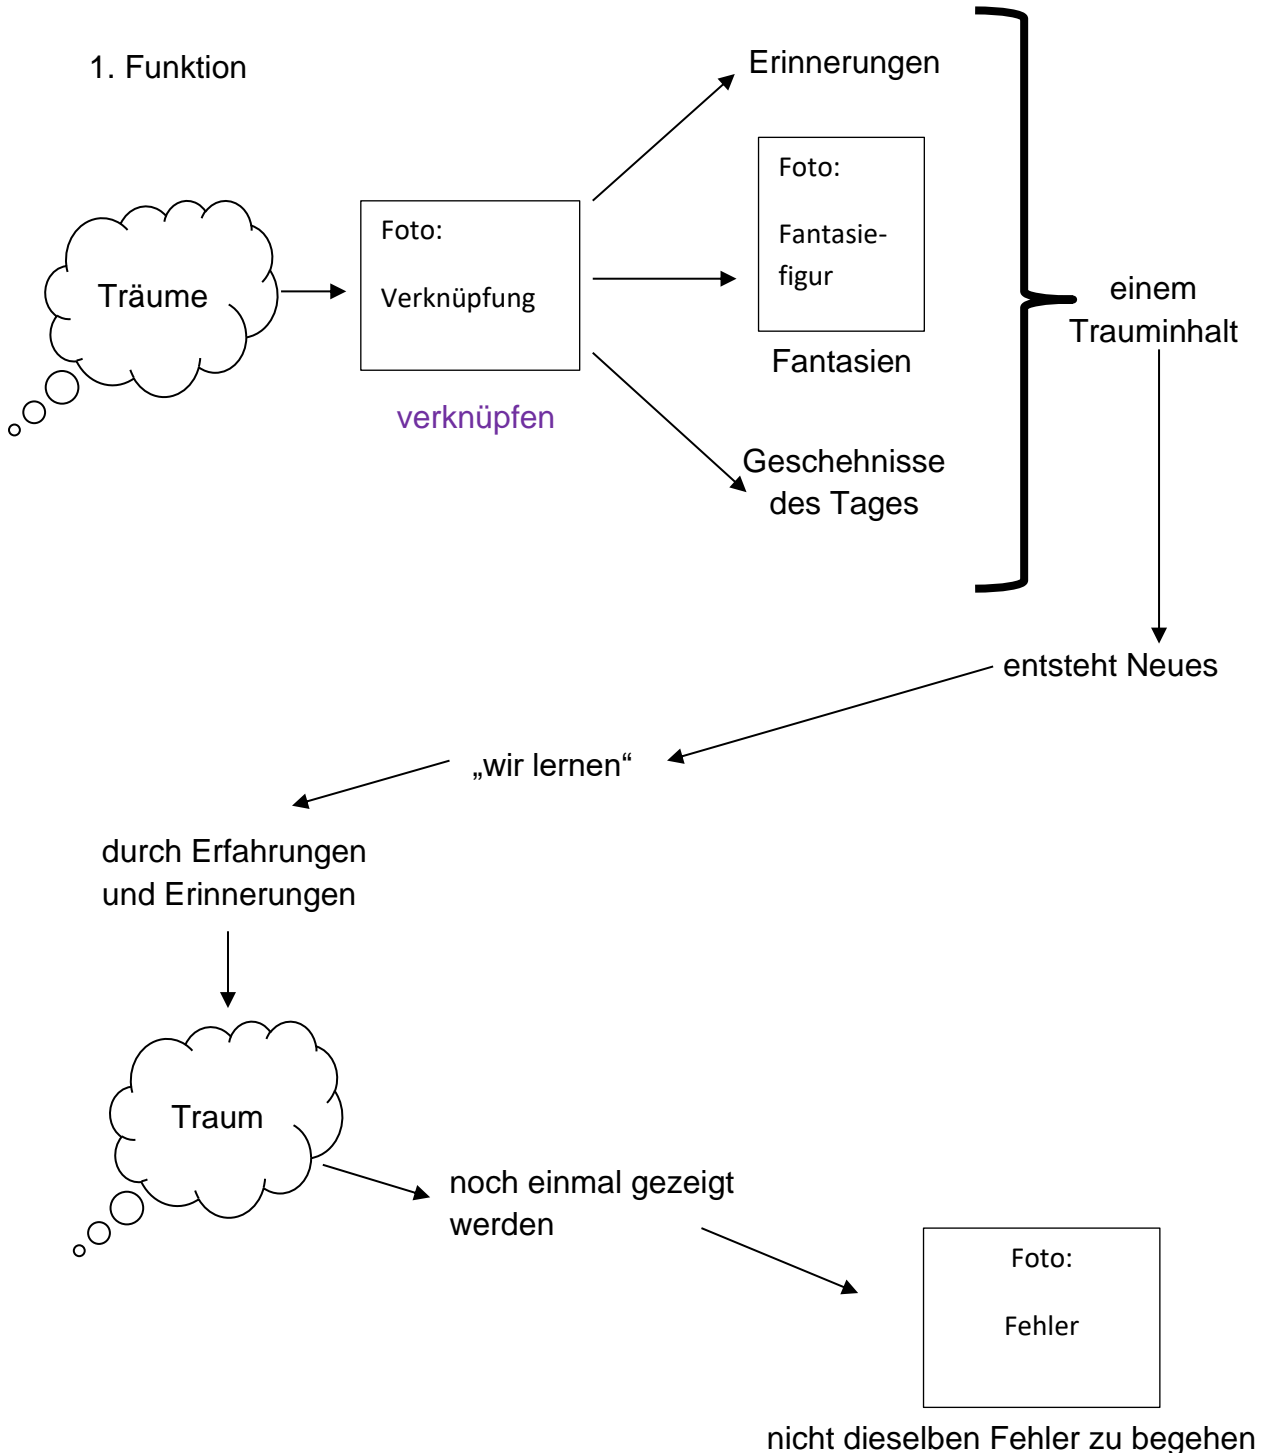 1. Funktion
Erinnerungen
Foto:
Fantasie-
figur
Fantasien
Foto:
Verknüpfung
verknüpfen
Träume
Geschehnisse
des Tages
einem
Trauminhalt
entsteht Neues
„wir lernen“
durch Erfahrungen
und Erinnerungen
Traum
noch einmal gezeigt
werden
Foto:
Fehler
nicht dieselben Fehler zu begehen